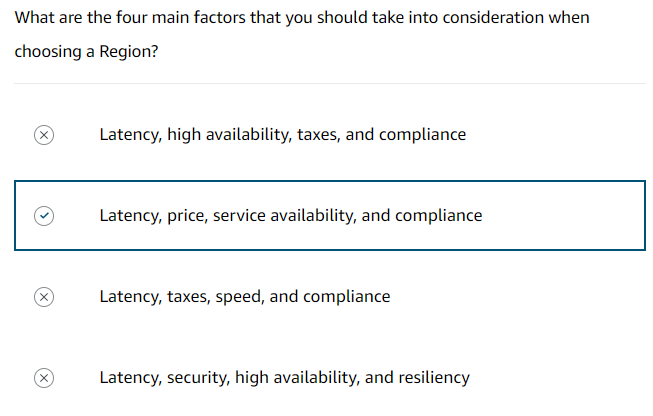 What are the four main factors that you should take into consideration when
choosing a Region?
Latency, high availability, taxes, and compliance
Latency, price, service availability, and compliance
Latency, taxes, speed, and compliance
Latency, security, high availability, and resiliency